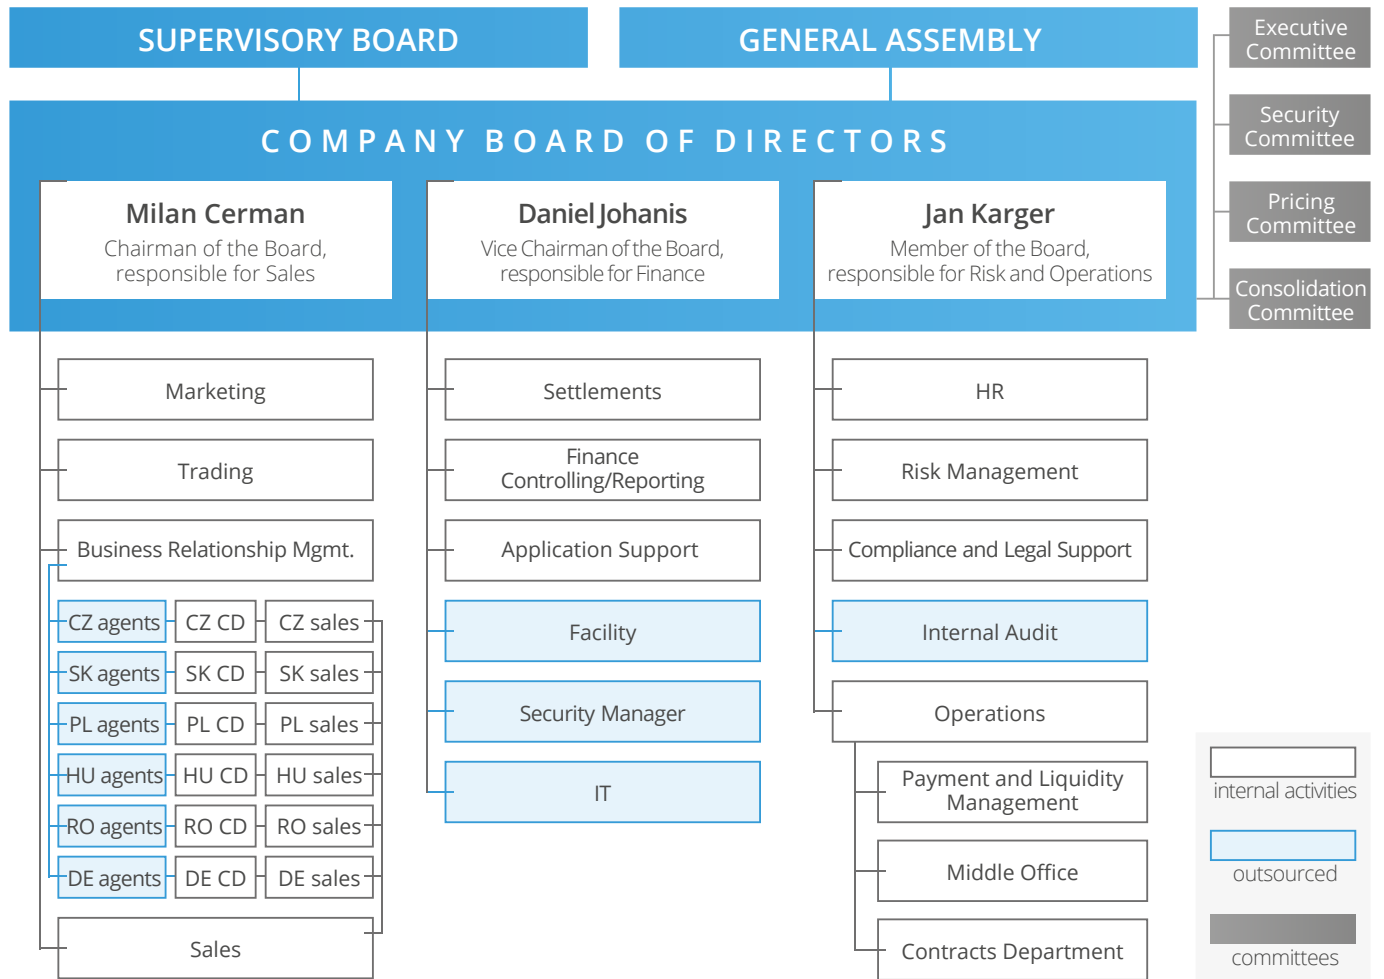 SUPERVISORY BOARD
GENERAL ASSEMBLY
Executive
Committee
Security
Committee
Pricing
Committee
Consolidation
Committee
COMPANY BOARD OF DIRECTORS
Milan Cerman
Chairman of the Board,
responsible for Sales
Daniel Johanis
Vice Chairman of the Board,
responsible for Finance
Jan Karger
Member of the Board,
responsible for Risk and Operations
Marketing
Trading
Business Relationship Mgmt.
CZ agents CZ CD CZ sales
SK agents SK CD SK sales
PL agents PL CD PL sales
HU agents HU CD HU sales
RO agents RO CD RO sales
DE agents DE CD DE sales
Sales
Settlements
Finance
Controlling/Reporting
Application Support
Facility
Security Manager
IT
HR
Risk Management
Compliance and Legal Support
Internal Audit
Operations
Payment and Liquidity
Management
Middle Office
Contracts Department
internal activities
outsourced
committees